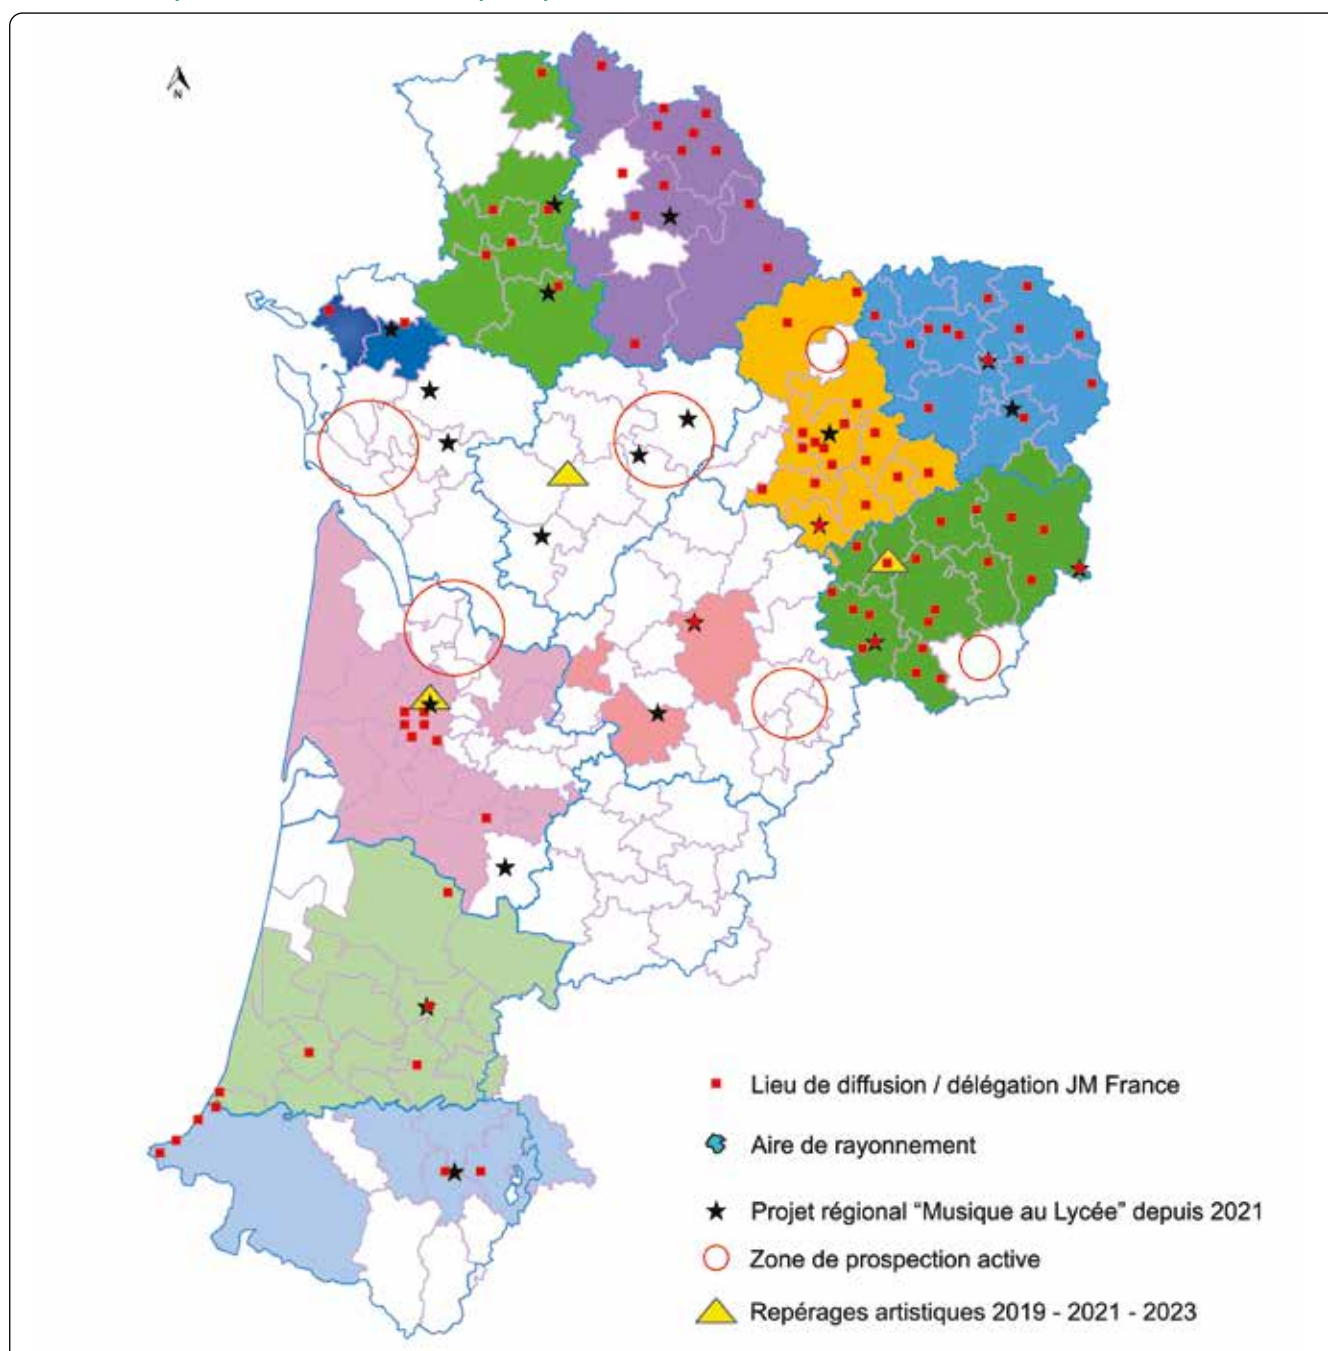 N
Lieu de diffusion / délégation JM France
Aire de rayonnement
Projet régional “Musique au Lycée” depuis 2021
Zone de prospection active
Repérages artistiques 2019 - 2021 - 2023